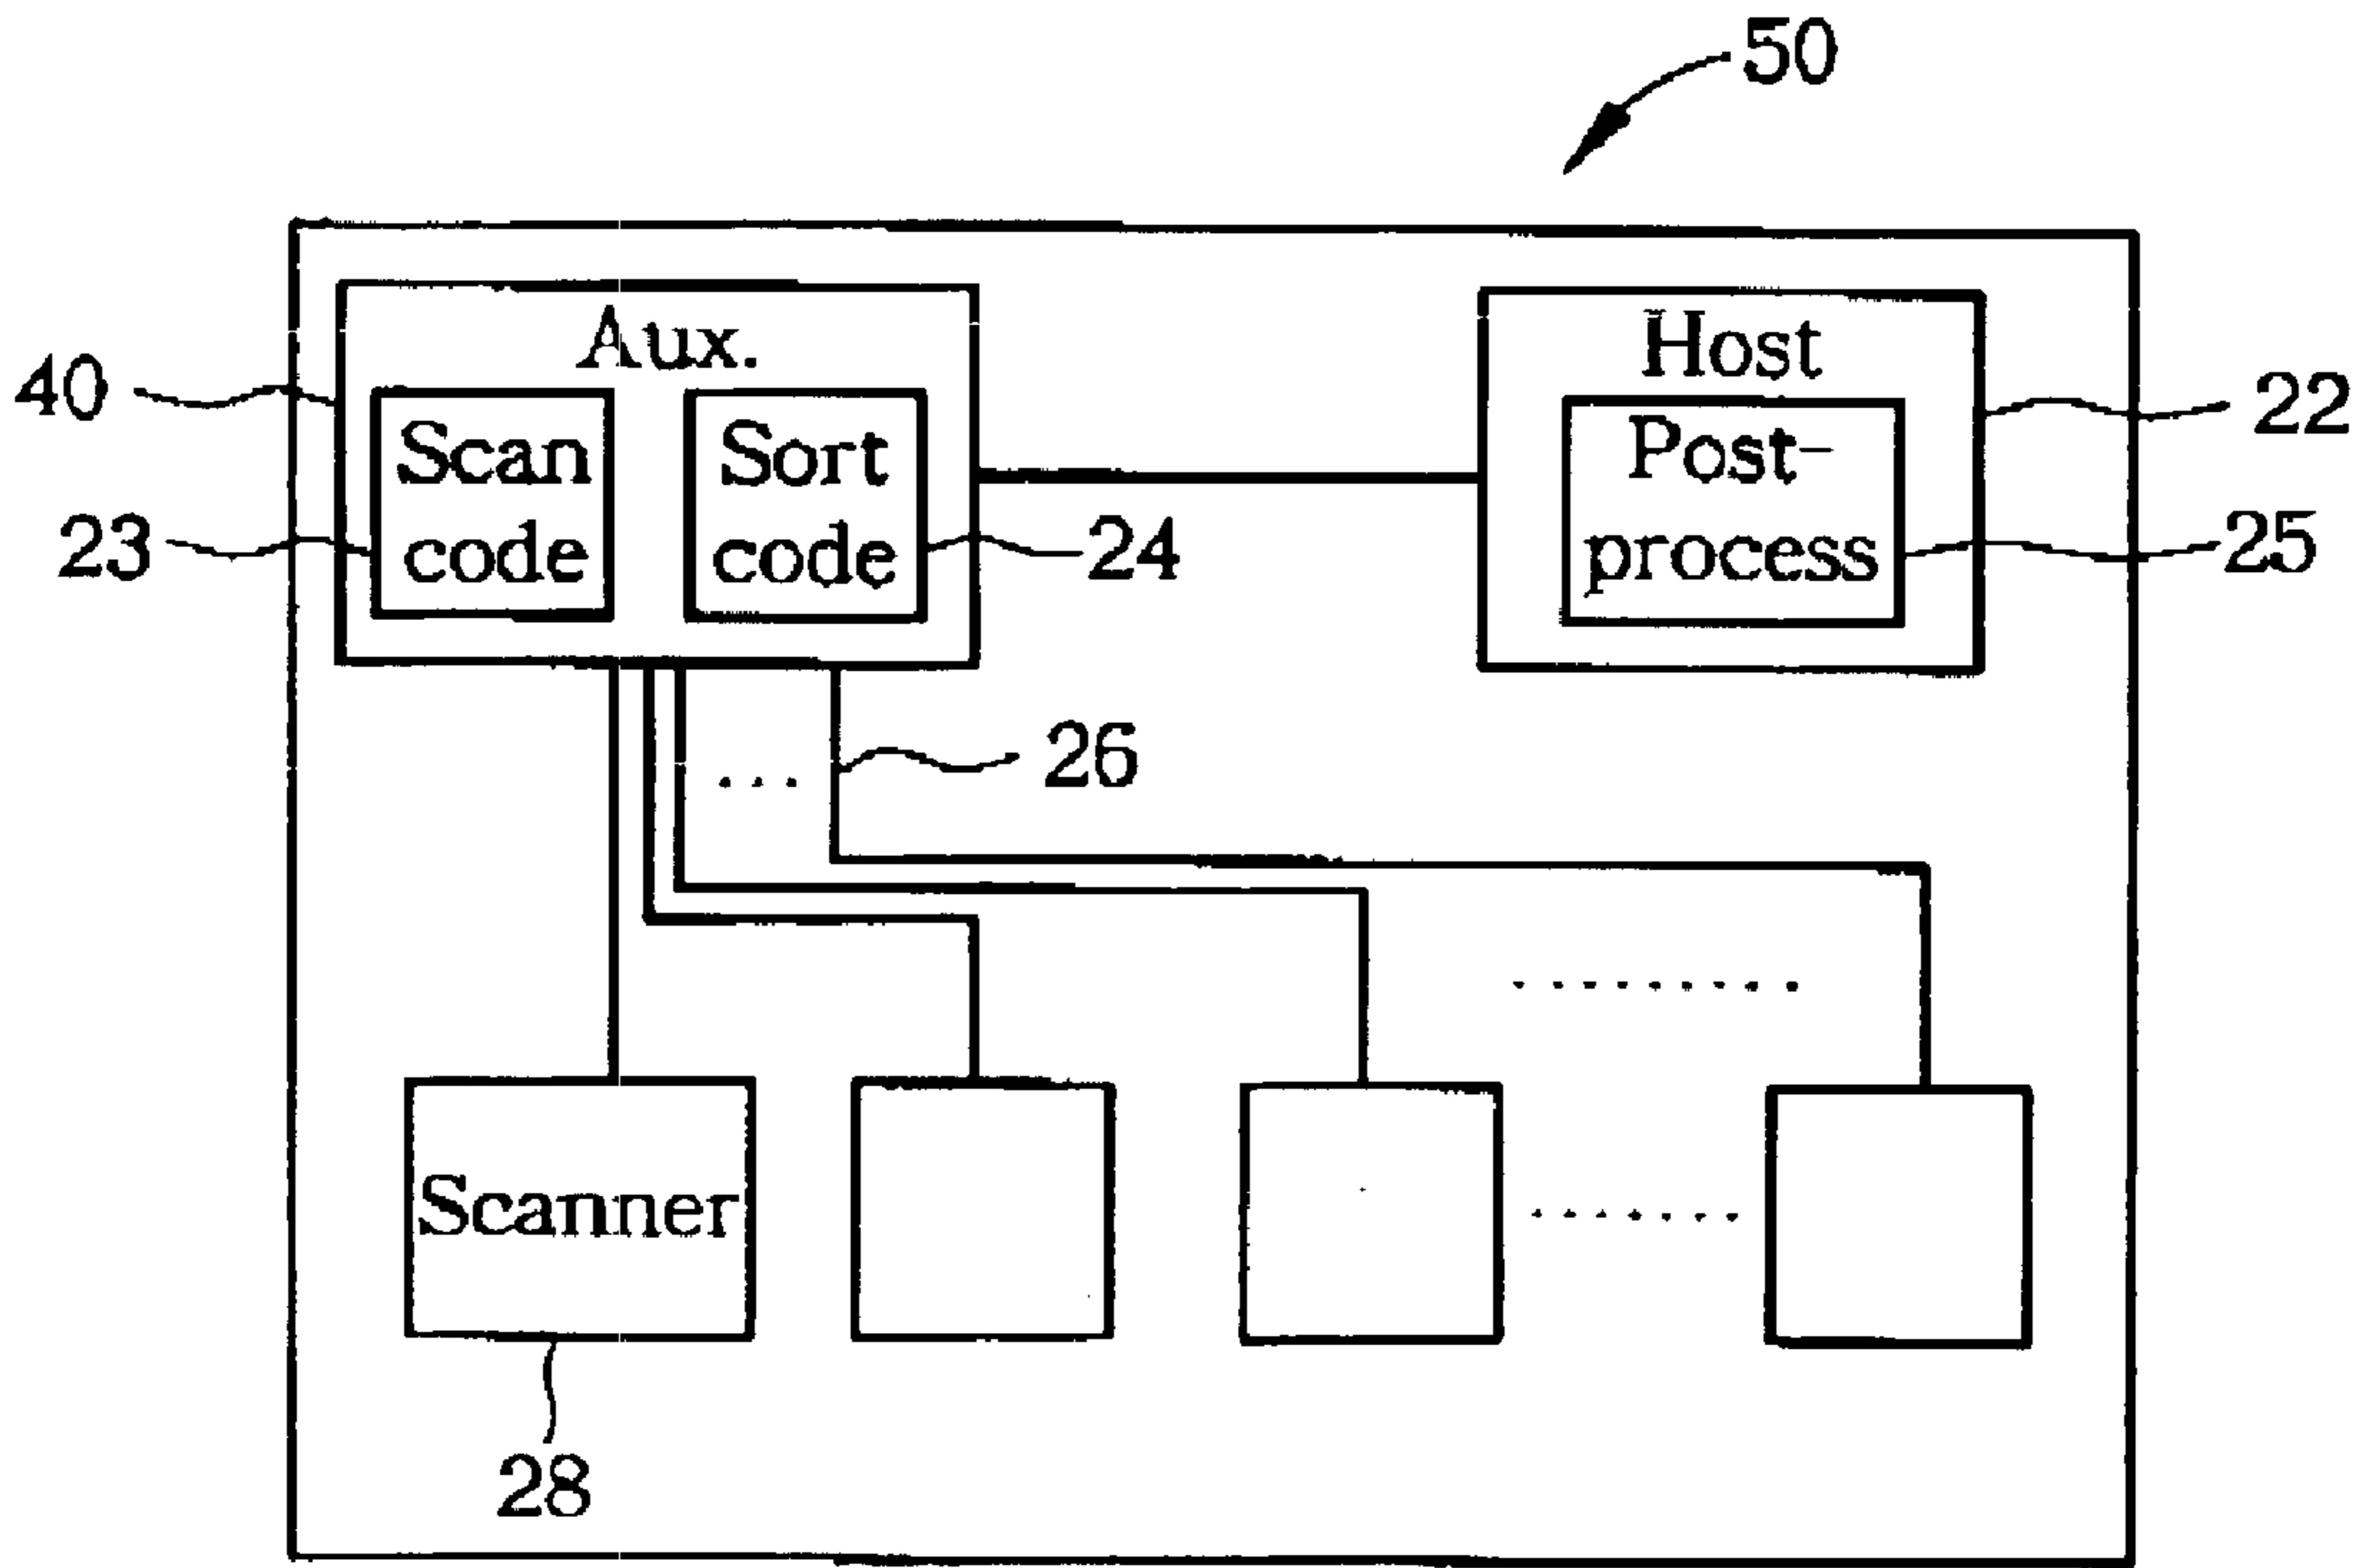 50
Aux.
Host
40
22
Scan
code
Sort
code
Post-
process
23
24
25
26
Scanner
28